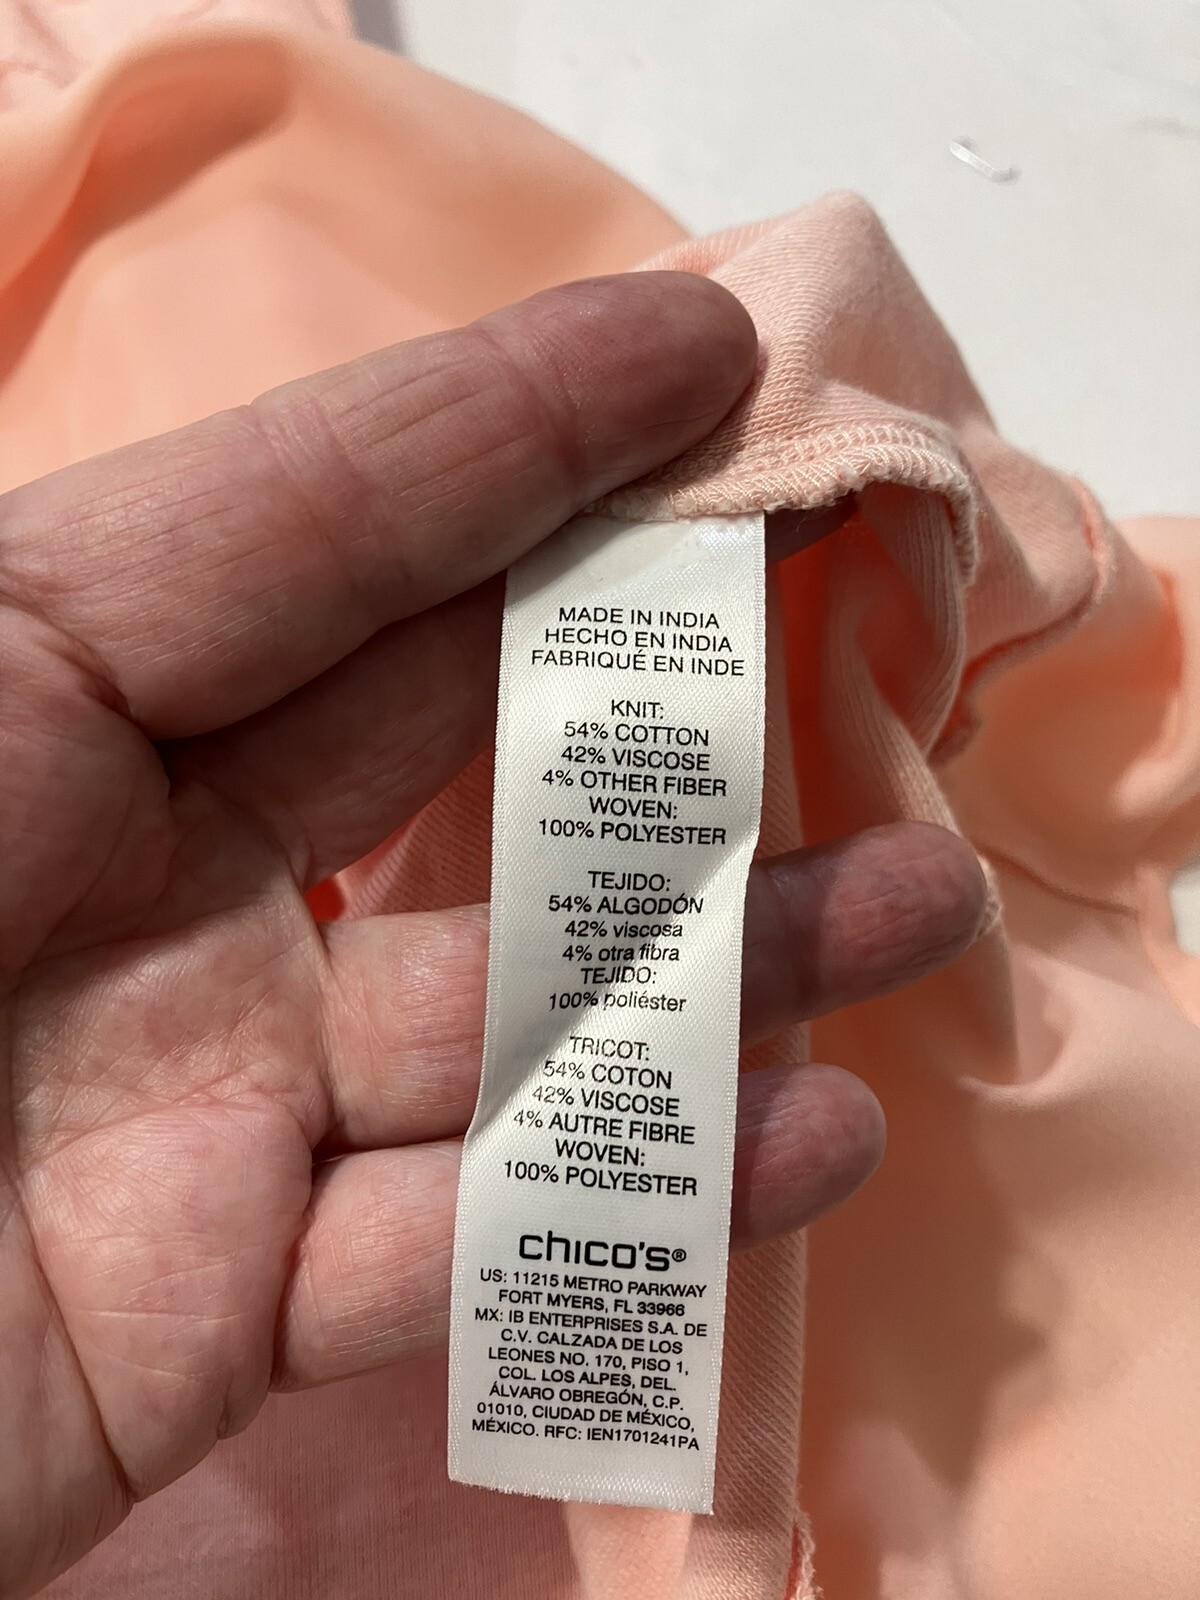 MADE IN INDIA
HECHO EN INDIA
FABRIQUÉ EN INDE
KNIT:
54% COTTON
42% VISCOSE
4% OTHER FIBER
WOVEN:
100% POLYESTER
TEJIDO:
54% ALGODÓN
42% viscosa
4% otra fibra
TEJIDO:
100% poliéster
TRICOT:
54% COTON
42% VISCOSE
4% AUTRE FIBRE
WOVEN:
100% POLYESTER
chico's®
US: 11215 METRO PARKWAY
FORT MYERS, FL 33966
MX: IB ENTERPRISES S.A. DE
C.V. CALZADA DE LOS
LEONES NO. 170, PISO 1,
COL. LOS ALPES, DEL.
ÁLVARO OBREGÓN, C.P.
01010, CIUDAD DE MÉXICO,
MÉXICO. RFC: IEN1701241PA